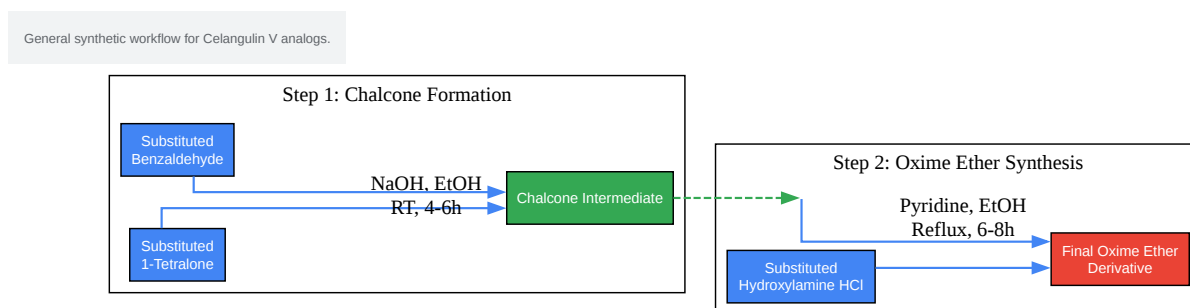 General synthetic workflow for Celangulin V analogs.
Step 1: Chalcone Formation
Substituted
Benzaldehyde
NaOH, EtOH
RT, 4-6h
Chalcone Intermediate
Substituted
1-Tetralone
Step 2: Oxime Ether Synthesis
Pyridine, EtOH
Reflux, 6-8h
Substituted
Hydroxylamine HCl
Final Oxime Ether
Derivative